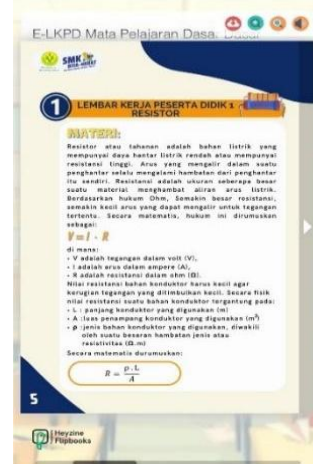 E-LKPD Mata Pelajaran Dasa
SMK
1
LEMBAR KERJA PESERTA DIDIK 1
RESISTOR
MATERI:
Resistor atau tahanan adalah bahan listrik yang
mempunyai daya hantar listrik rendah atau mempunyai
resistansi tinggi. Arus yang mengalir dalam suatu
penghantar selalu mengalami hambatan dari penghantar
itu sendiri. Resistansi adalah ukuran seberapa besar
suatu material menghambat aliran arus listrik.
Berdasarkan hukum Ohm, Semakin besar resistansi,
semakin kecil arus yang dapat mengalir untuk tegangan
tertentu. Secara matematis, hukum ini dirumuskan
sebagai:
V = I · R
di mana:
• V adalah tegangan dalam volt (V),
• I adalah arus dalam ampere (A),
• R adalah resistansi dalam ohm (Ω).
Nilai resistansi bahan konduktor harus kecil agar
kerugian tegangan yang ditimbulkan kecil. Secara fisik
nilai resistansi suatu bahan konduktor tergantung pada:
• L : panjang konduktor yang digunakan (m)
• A :luas penampang konduktor yang digunakan (m²)
• ρ :jenis bahan konduktor yang digunakan, diwakili
oleh suatu besaran hambatan jenis atau
resistivitas (Ω.m)
Secara matematis durumuskan:
R = ρ . L / A
5
Heyzine
Flipbooks